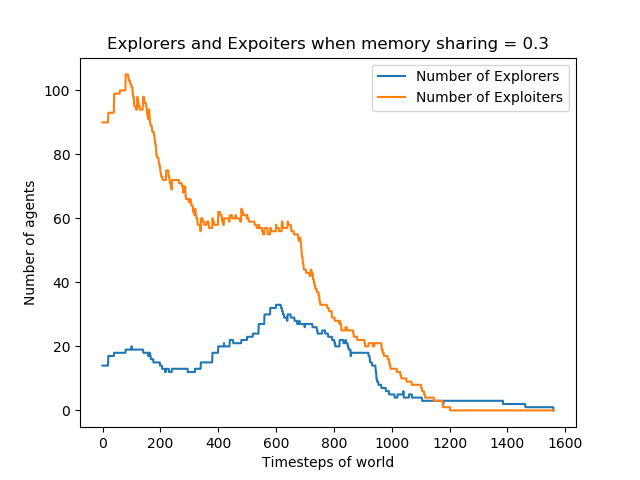 Explorers and Expoiters when memory sharing = 0.3
Number of Explorers
Number of Exploiters
Number of agents
100
80
60
40
20
0
0 200 400 600 800 1000 1200 1400 1600
Timesteps of world